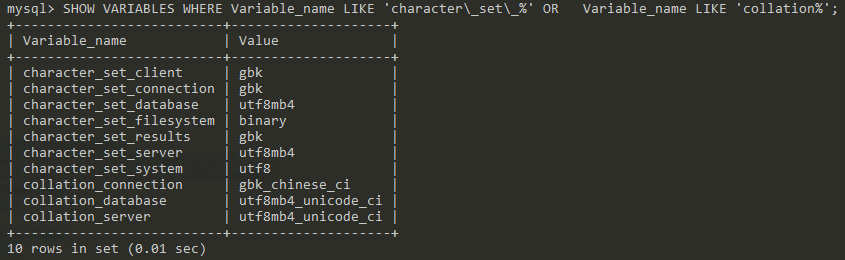 mysql> SHOW VARIABLES WHERE Variable_name LIKE 'character\_set\_%' OR   Variable_name LIKE 'collation%';
+--------------------------+--------------------+
| Variable_name            | Value              |
+--------------------------+--------------------+
| character_set_client     | gbk                |
| character_set_connection | gbk                |
| character_set_database   | utf8mb4            |
| character_set_filesystem | binary             |
| character_set_results    | gbk                |
| character_set_server     | utf8mb4            |
| character_set_system     | utf8               |
| collation_connection     | gbk_chinese_ci     |
| collation_database       | utf8mb4_unicode_ci |
| collation_server         | utf8mb4_unicode_ci |
+--------------------------+--------------------+
10 rows in set (0.01 sec)